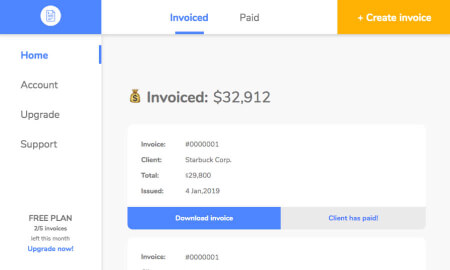 Invoiced
Paid
+ Create invoice
Home
Account
Upgrade
Support
FREE PLAN
2/5 invoices
left this month
Upgrade now!
Invoiced: $32,912
Invoice: #0000001
Client: Starbuck Corp.
Total: $29,800
Issued: 4 Jan,2019
Download invoice
Client has paid!
Invoice: #0000001